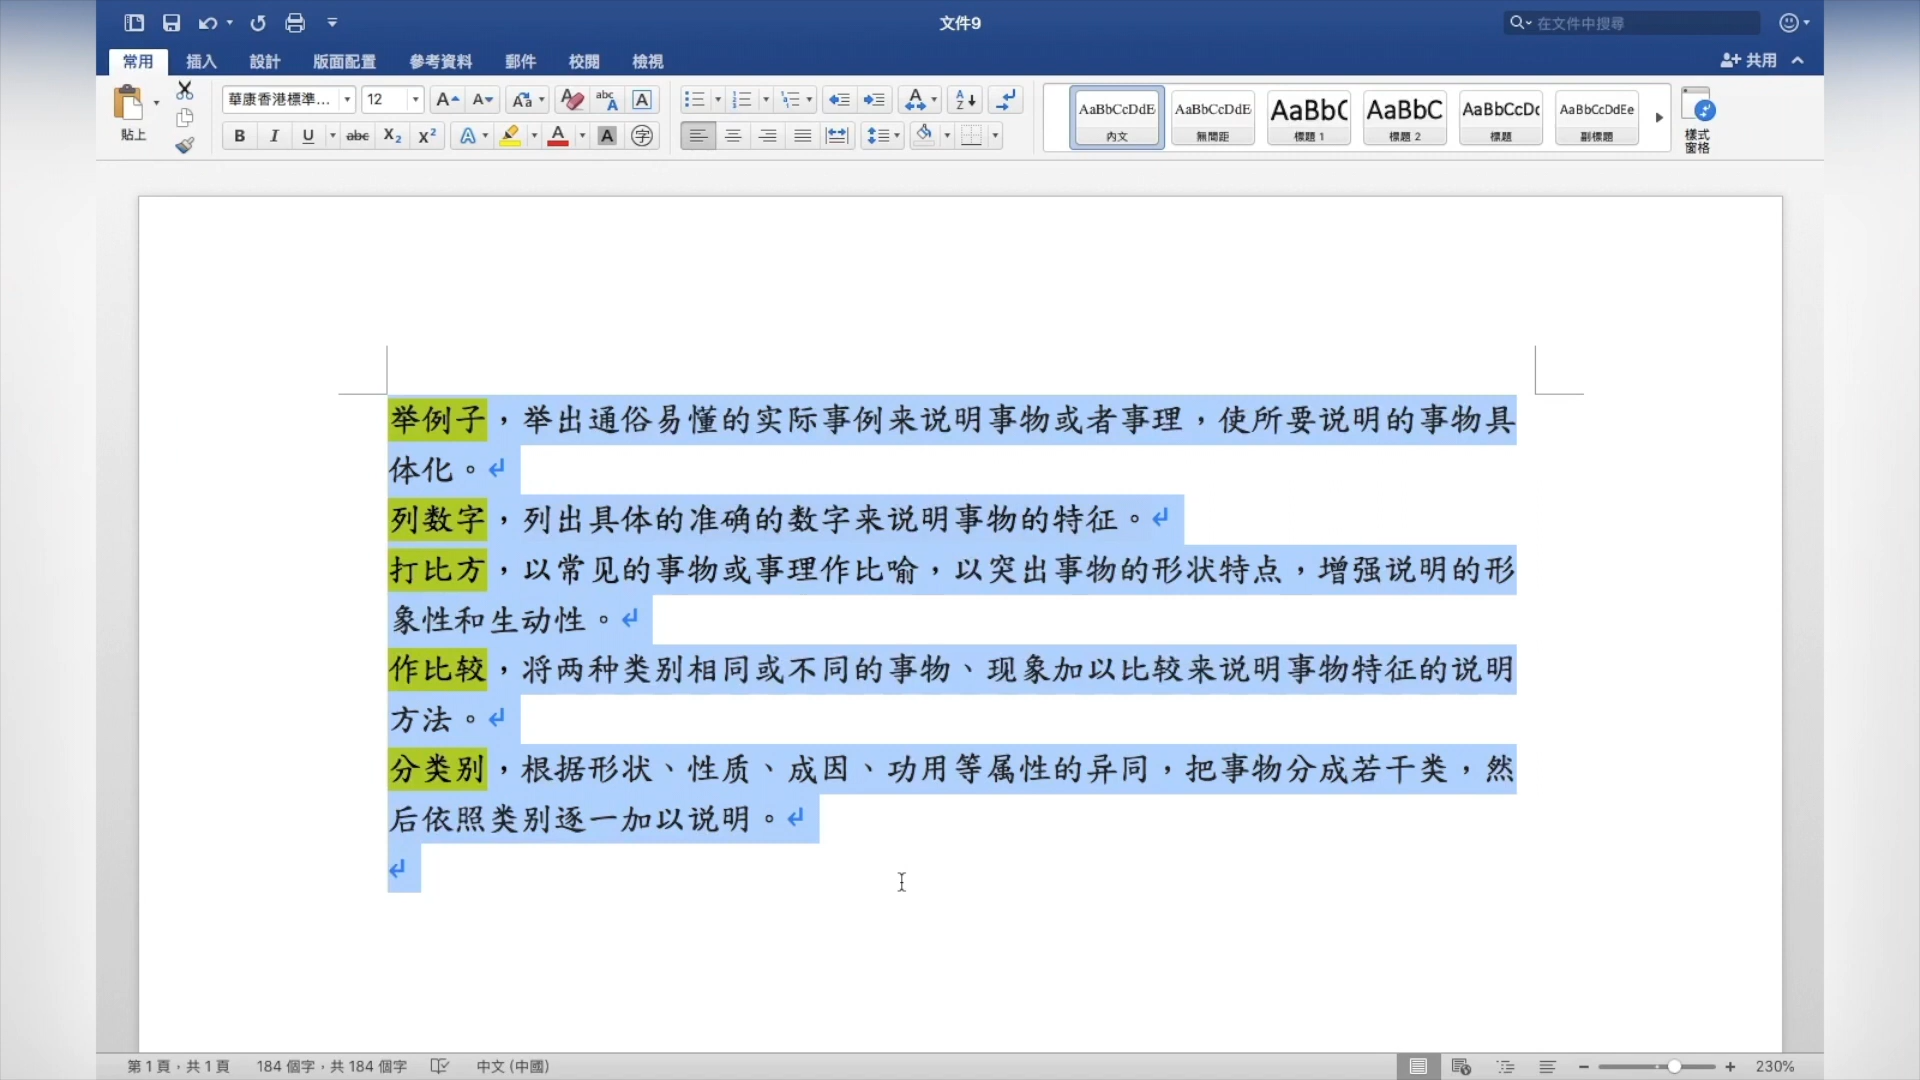 文件9
在文件中搜尋
常用 插入 設計 版面配置 參考資料 郵件 校閱 檢視
共用
貼上
華康香港標準... 12
AaBbCcDdE AaBbCcDdE AaBbC AaBbC AaBbCcDc AaBbCcDdEe
內文 無間距 標題 1 標題 2 標題 副標題
樣式
窗格
举例子，举出通俗易懂的实际事例来说明事物或者事理，使所要说明的事物具
体化。
列数字，列出具体的准确的数字来说明事物的特征。
打比方，以常见的事物或事理作比喻，以突出事物的形状特点，增强说明的形
象性和生动性。
作比较，将两种类别相同或不同的事物、现象加以比较来说明事物特征的说明
方法。
分类别，根据形状、性质、成因、功用等属性的异同，把事物分成若干类，然
后依照类别逐一加以说明。
第 1 頁，共 1 頁 184 個字，共 184 個字 中文 (中國) 230%